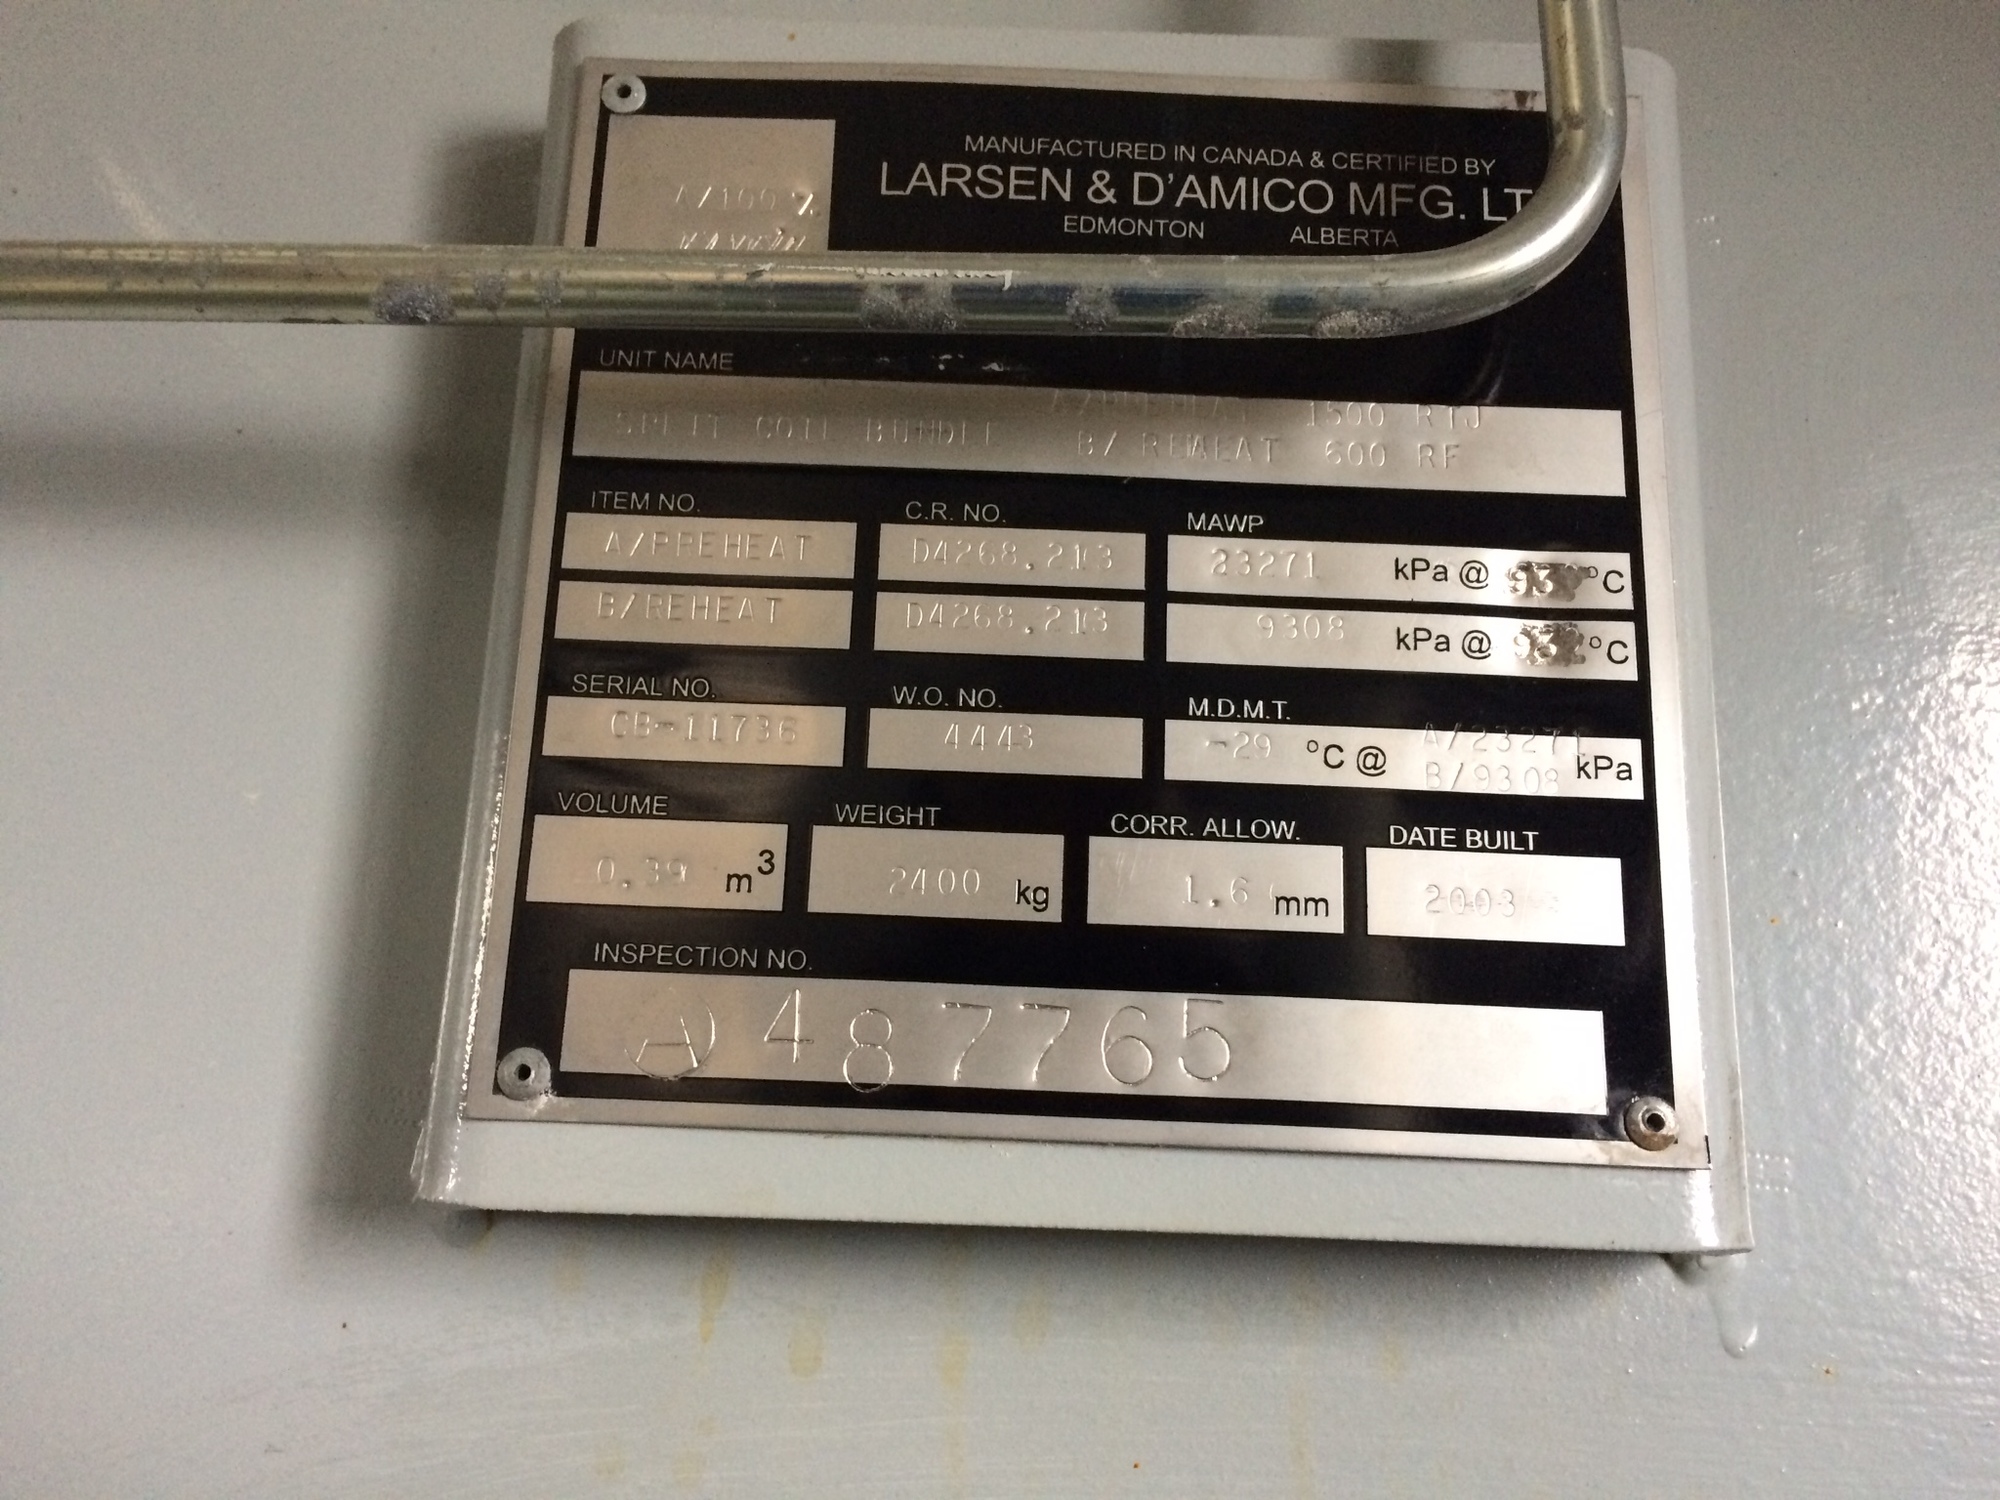 A/100 %
MANUFACTURED IN CANADA & CERTIFIED BY
LARSEN & D'AMICO MFG. LT
EDMONTON ALBERTA
UNIT NAME
A/PREHEAT 1500 RTJ
SPLIT COIL BUNDLE B/ REHEAT 600 RF
ITEM NO. C.R. NO. MAWP
A/PREHEAT D4268.213 23271 kPa @ °C
B/REHEAT D4268.213 9308 kPa @ °C
SERIAL NO. W.O. NO. M.D.M.T.
CB-11736 4443 -29 °C @ A/23271 B/9308 kPa
VOLUME WEIGHT CORR. ALLOW. DATE BUILT
0.39 m³ 2400 kg 1.6 mm 2003
INSPECTION NO.
A 487765